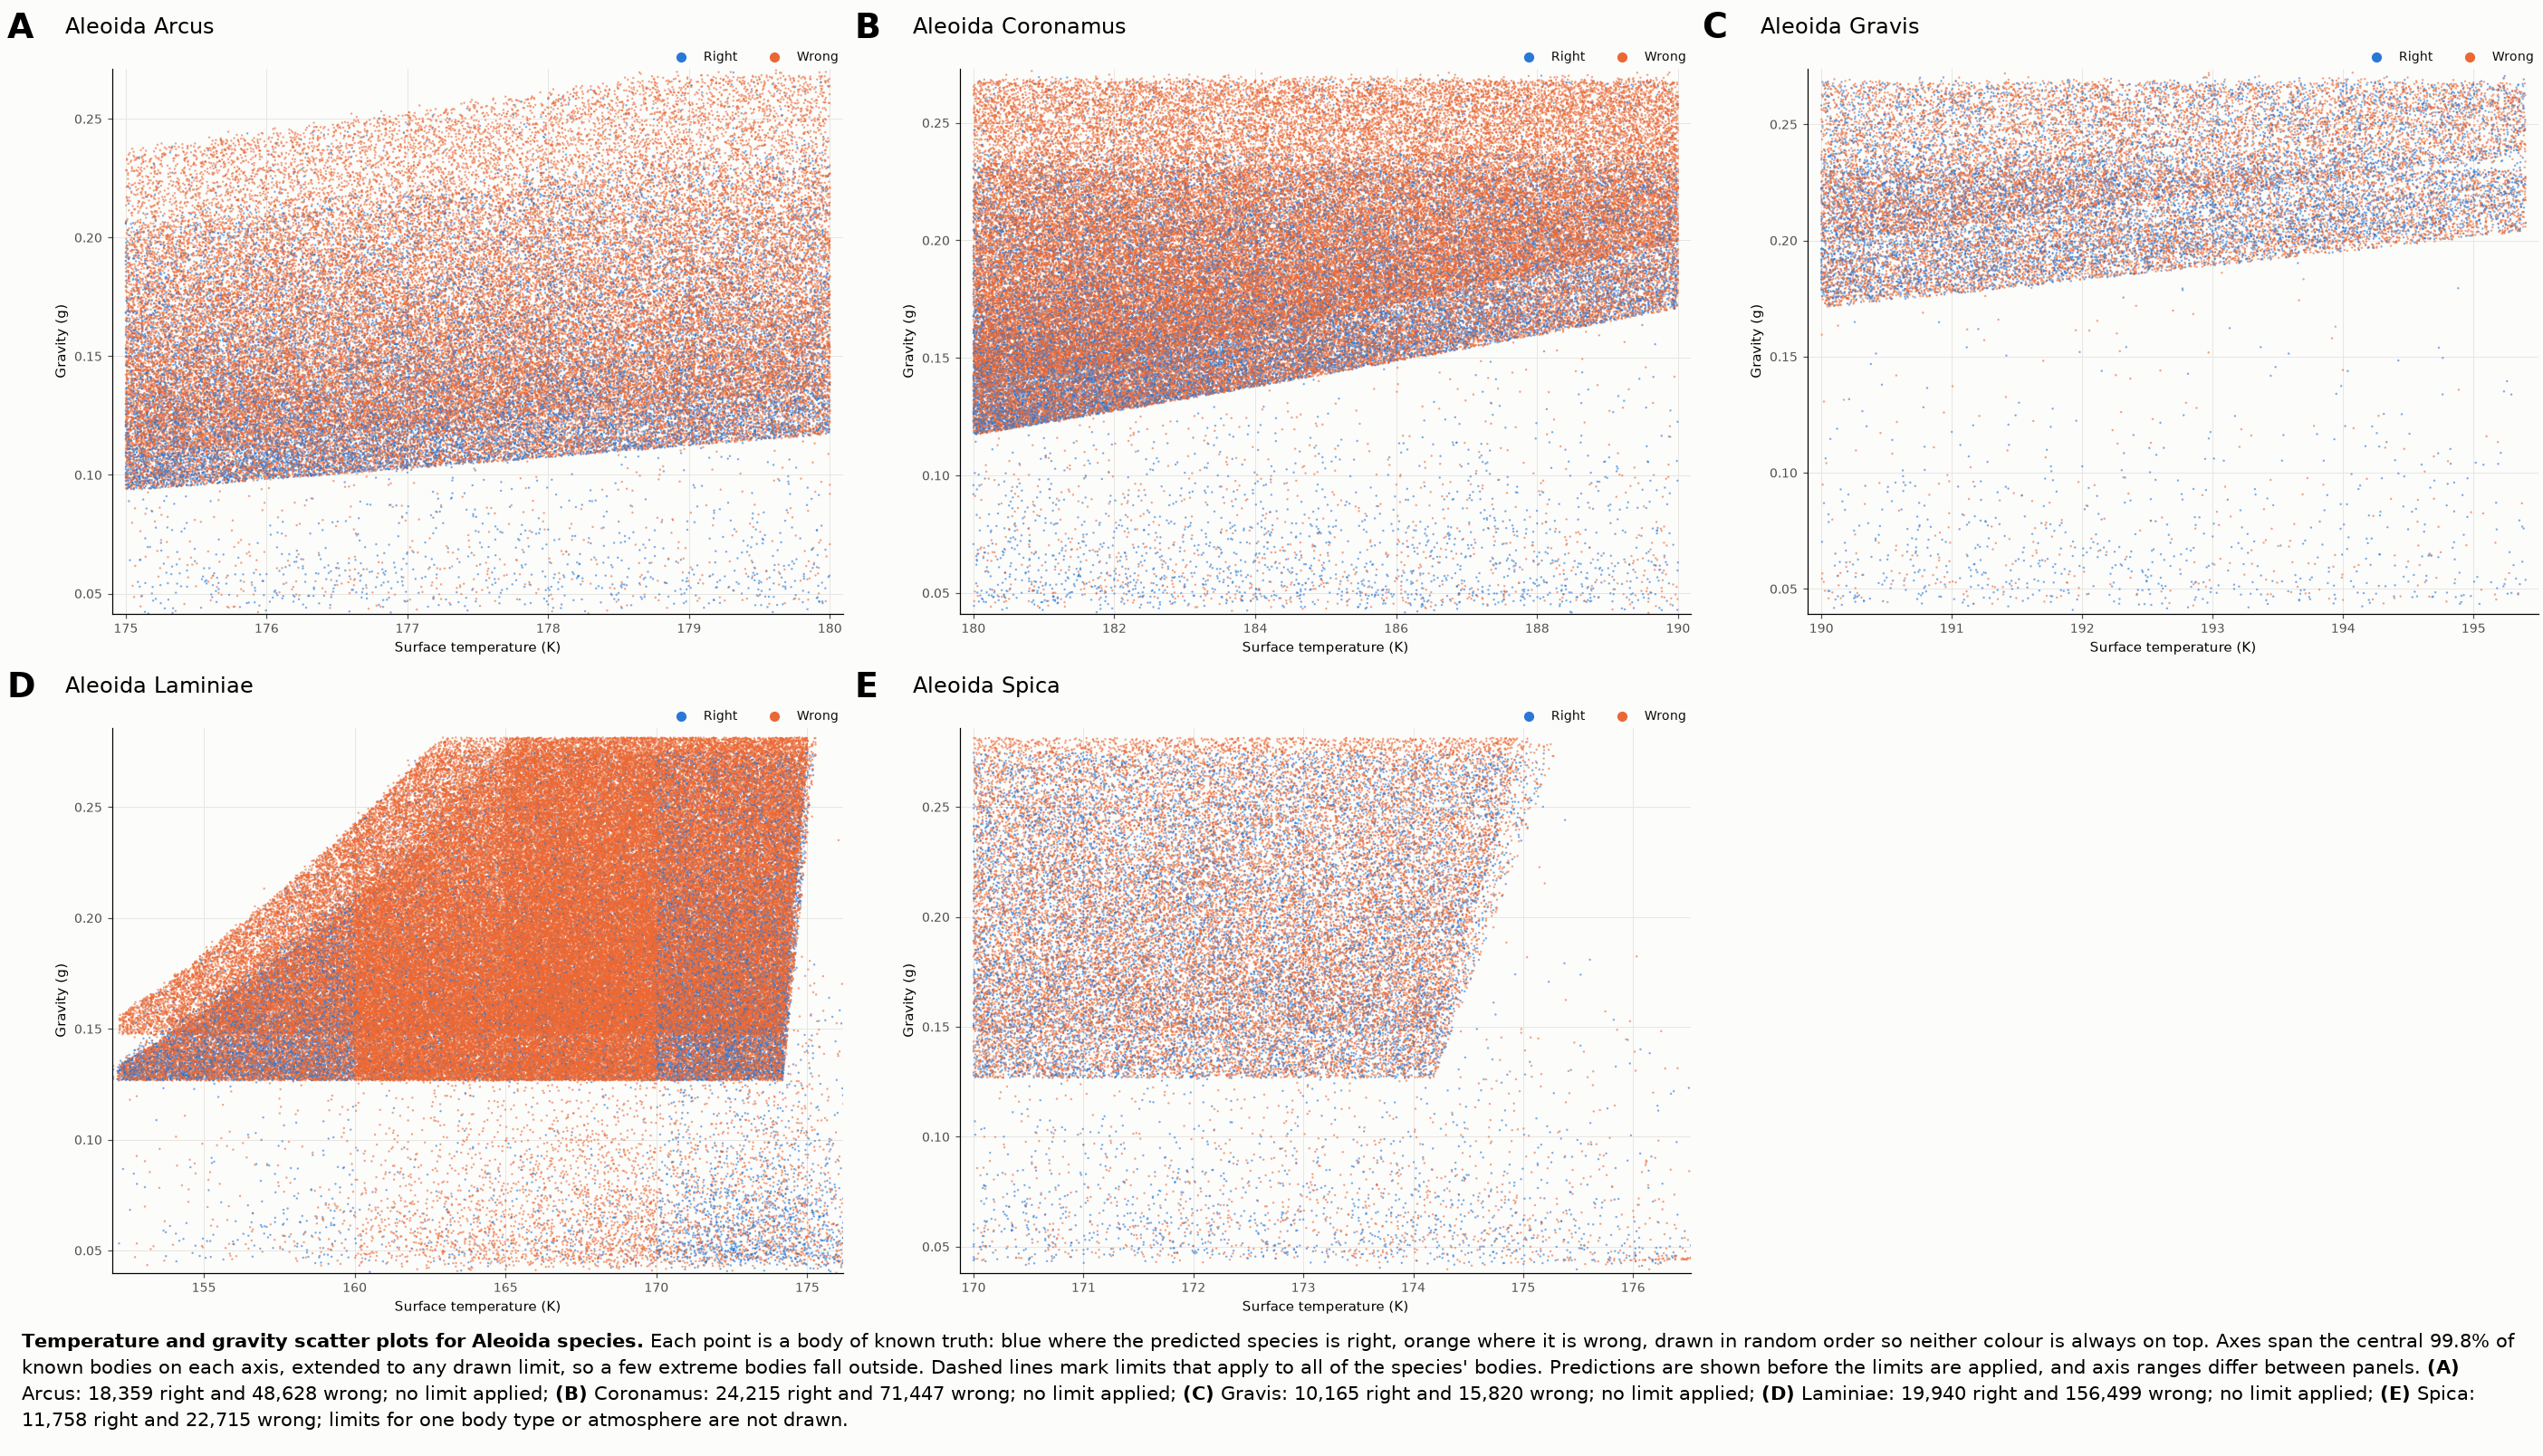 A Aleoida Arcus
Right Wrong
0.25
0.20
0.15
0.10
0.05
Gravity (g)
175 176 177 178 179 180
Surface temperature (K)
B Aleoida Coronamus
Right Wrong
0.25
0.20
0.15
0.10
0.05
Gravity (g)
180 182 184 186 188 190
Surface temperature (K)
C Aleoida Gravis
Right Wrong
0.25
0.20
0.15
0.10
0.05
Gravity (g)
190 191 192 193 194 195
Surface temperature (K)
D Aleoida Laminiae
Right Wrong
0.25
0.20
0.15
0.10
0.05
Gravity (g)
155 160 165 170 175
Surface temperature (K)
E Aleoida Spica
Right Wrong
0.25
0.20
0.15
0.10
0.05
Gravity (g)
170 171 172 173 174 175 176
Surface temperature (K)
Temperature and gravity scatter plots for Aleoida species. Each point is a body of known truth: blue where the predicted species is right, orange where it is wrong, drawn in random order so neither colour is always on top. Axes span the central 99.8% of
known bodies on each axis, extended to any drawn limit, so a few extreme bodies fall outside. Dashed lines mark limits that apply to all of the species' bodies. Predictions are shown before the limits are applied, and axis ranges differ between panels. (A)
Arcus: 18,359 right and 48,628 wrong; no limit applied; (B) Coronamus: 24,215 right and 71,447 wrong; no limit applied; (C) Gravis: 10,165 right and 15,820 wrong; no limit applied; (D) Laminiae: 19,940 right and 156,499 wrong; no limit applied; (E) Spica:
11,758 right and 22,715 wrong; limits for one body type or atmosphere are not drawn.